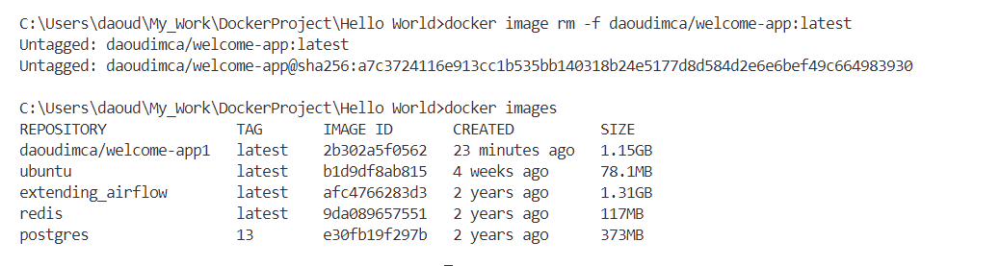 C:\Users\daoud\My_Work\DockerProject\Hello World>docker image rm -f daoudimca/welcome-app:latest
Untagged: daoudimca/welcome-app:latest
Untagged: daoudimca/welcome-app@sha256:a7c3724116e913cc1b535bb140318b24e5177d8d584d2e6e6bef49c664983930
C:\Users\daoud\My_Work\DockerProject\Hello World>docker images
REPOSITORY TAG IMAGE ID CREATED SIZE
daoudimca/welcome-app1 latest 2b302a5f0562 23 minutes ago 1.15GB
ubuntu latest b1d9df8ab815 4 weeks ago 78.1MB
extending_airflow latest afc4766283d3 2 years ago 1.31GB
redis latest 9da089657551 2 years ago 117MB
postgres 13 e30fb19f297b 2 years ago 373MB